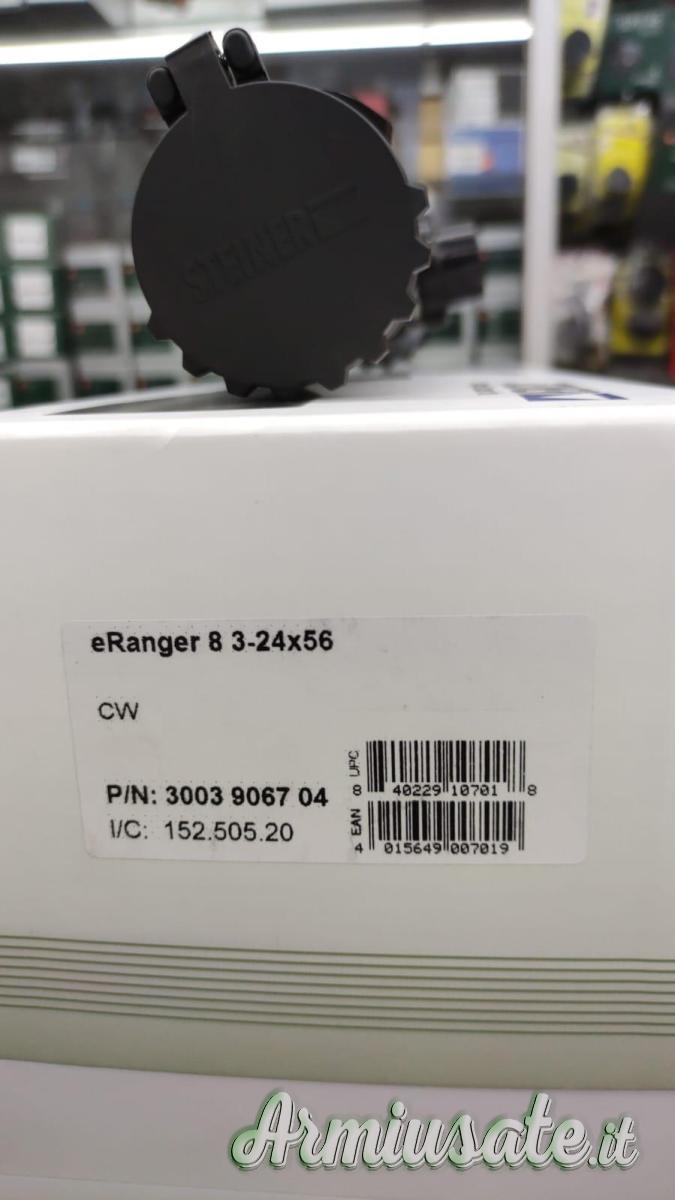 STEINER
eRanger 8 3-24x56
CW
P/N: 3003 9067 04
I/C: 152.505.20
UPC
8 40229 10701 8
EAN
4 015649 007019
Armiusate.it